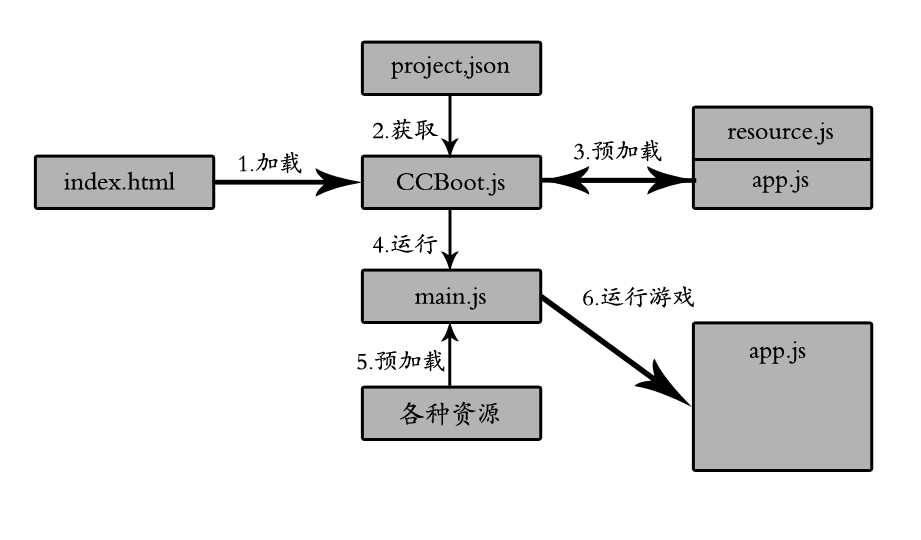 project,json
2.获取
resource.js
1.加载
3.预加载
index.html
CCBoot.js
app.js
4.运行
main.js
6.运行游戏
5.预加载
app.js
各种资源